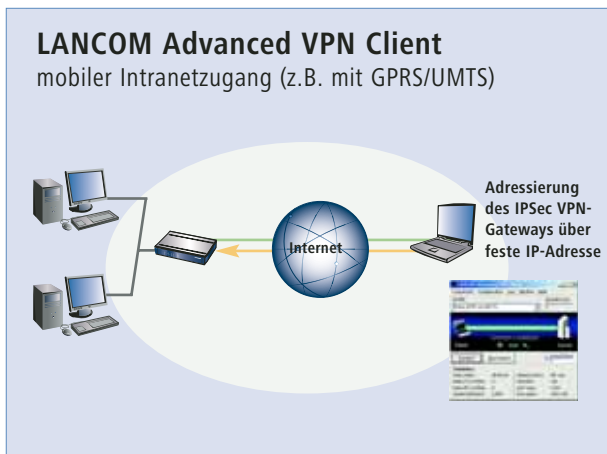 LANCOM Advanced VPN Client
mobiler Intranetzugang (z.B. mit GPRS/UMTS)
Internet
Adressierung
des IPSec VPN-
Gateways über
feste IP-Adresse